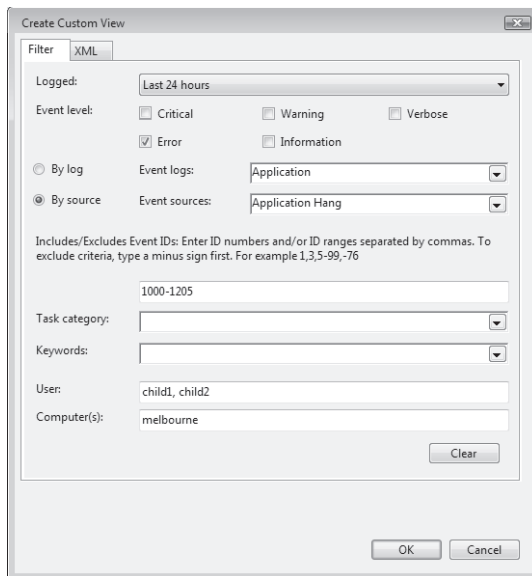 Create Custom View
Filter XML
Logged: Last 24 hours
Event level: Critical Warning Verbose
Error Information
By log Event logs: Application
By source Event sources: Application Hang
Includes/Excludes Event IDs: Enter ID numbers and/or ID ranges separated by commas. To
exclude criteria, type a minus sign first. For example 1,3,5-99,-76
1000-1205
Task category:
Keywords:
User: child1, child2
Computer(s): melbourne
Clear
OK Cancel